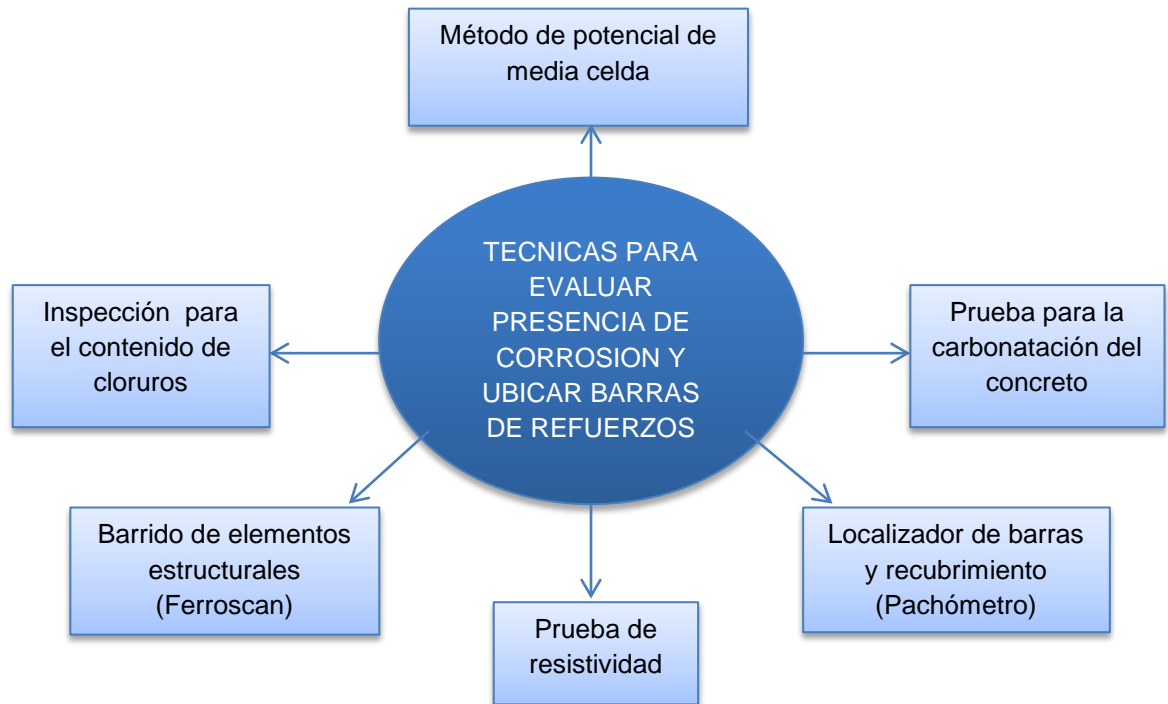 Método de potencial de
media celda
TECNICAS PARA
EVALUAR
PRESENCIA DE
CORROSION Y
UBICAR BARRAS
DE REFUERZOS
Inspección para
el contenido de
cloruros
Prueba para la
carbonatación del
concreto
Barrido de elementos
estructurales
(Ferroscan)
Prueba de
resistividad
Localizador de barras
y recubrimiento
(Pachómetro)